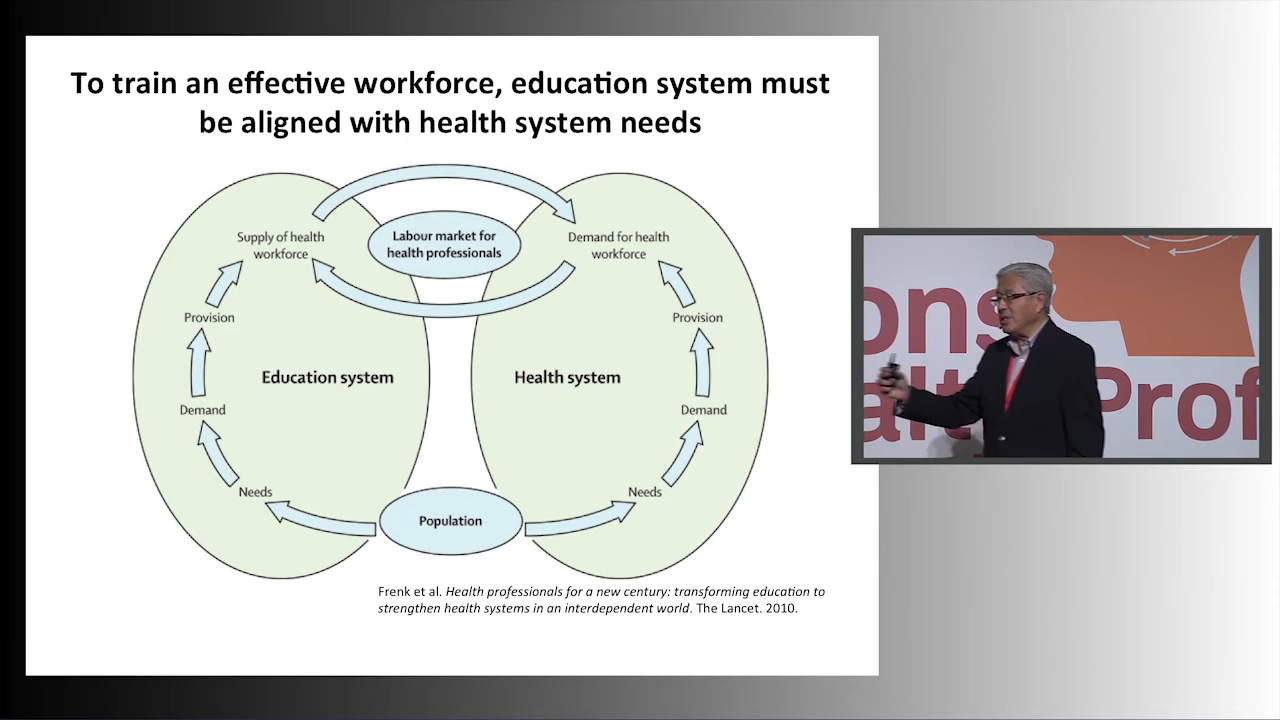 To train an effective workforce, education system must
be aligned with health system needs
Supply of health
workforce
Labour market for
health professionals
Demand for health
workforce
Provision
Provision
Education system
Health system
Demand
Demand
Needs
Needs
Population
Frenk et al. Health professionals for a new century: transforming education to
strengthen health systems in an interdependent world. The Lancet. 2010.
ons
Prof